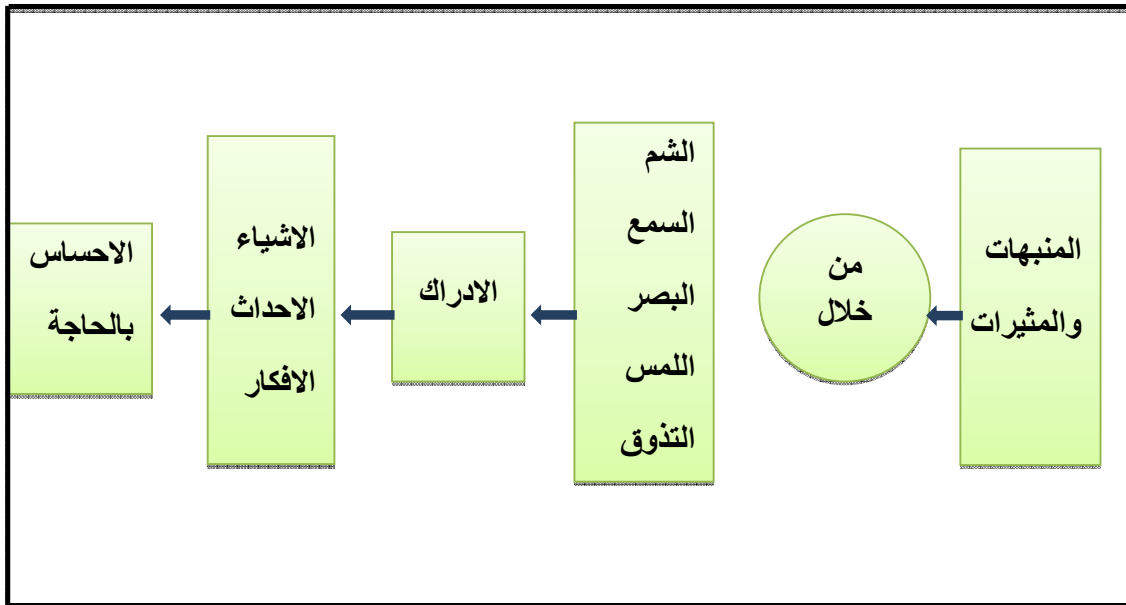 المنبهات
والمثيرات
من
خلال
الشم
السمع
البصر
اللمس
التذوق
الادراك
الاشياء
الاحداث
الافكار
الاحساس
بالحاجة